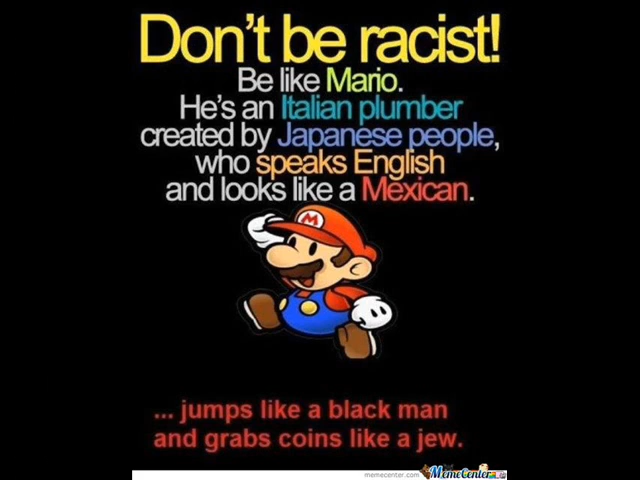 Don't be racist!
Be like Mario.
He's an Italian plumber
created by Japanese people,
who speaks English
and looks like a Mexican.
M
... jumps like a black man
and grabs coins like a jew.
memecenter.com MemeCenter